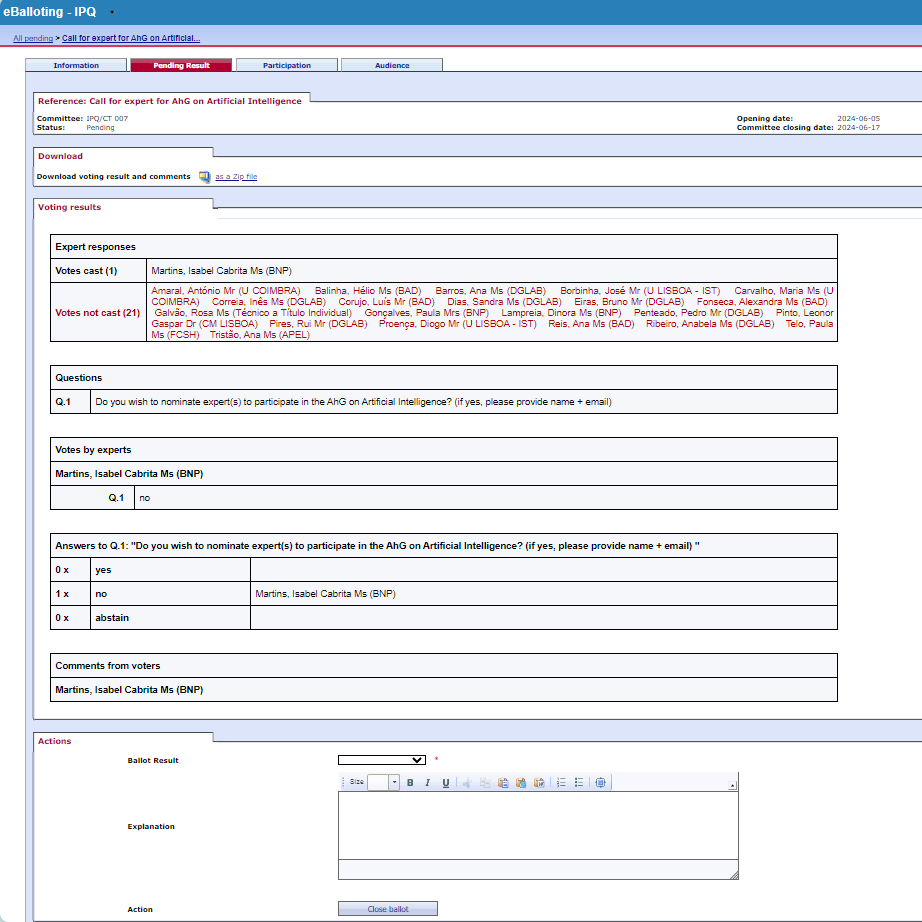 eBalloting - IPQ
All pending > Call for expert for AhG on Artificial...
Information Pending Result Participation Audience
Reference: Call for expert for AhG on Artificial Intelligence
Committee: IPQ/CT 007 Opening date: 2024-06-05
Status: Pending Committee closing date: 2024-06-17
Download
Download voting result and comments as a Zip file
Voting results
Expert responses
Votes cast (1) Martins, Isabel Cabrita Ms (BNP)
Votes not cast (21) Amaral, António Mr (U COIMBRA) Balinha, Hélio Ms (BAD) Barros, Ana Ms (DGLAB) Borbinha, José Mr (U LISBOA - IST) Carvalho, Maria Ms (U
COIMBRA) Correia, Inês Ms (DGLAB) Corujo, Luís Mr (BAD) Dias, Sandra Ms (DGLAB) Eiras, Bruno Mr (DGLAB) Fonseca, Alexandra Ms (BAD)
Galvão, Rosa Ms (Técnico a Título Individual) Gonçalves, Paula Mrs (BNP) Lampreia, Dinora Ms (BNP) Penteado, Pedro Mr (DGLAB) Pinto, Leonor
Gaspar Dr (CM LISBOA) Pires, Rui Mr (DGLAB) Proença, Diogo Mr (U LISBOA - IST) Reis, Ana Ms (BAD) Ribeiro, Anabela Ms (DGLAB) Telo, Paula
Ms (FCSH) Tristão, Ana Ms (APEL)
Questions
Q.1 Do you wish to nominate expert(s) to participate in the AhG on Artificial Intelligence? (if yes, please provide name + email)
Votes by experts
Martins, Isabel Cabrita Ms (BNP)
Q.1 no
Answers to Q.1: "Do you wish to nominate expert(s) to participate in the AhG on Artificial Intelligence? (if yes, please provide name + email) "
0 x yes
1 x no Martins, Isabel Cabrita Ms (BNP)
0 x abstain
Comments from voters
Martins, Isabel Cabrita Ms (BNP)
Actions
Ballot Result *
Size B I U
Explanation
Action Close ballot